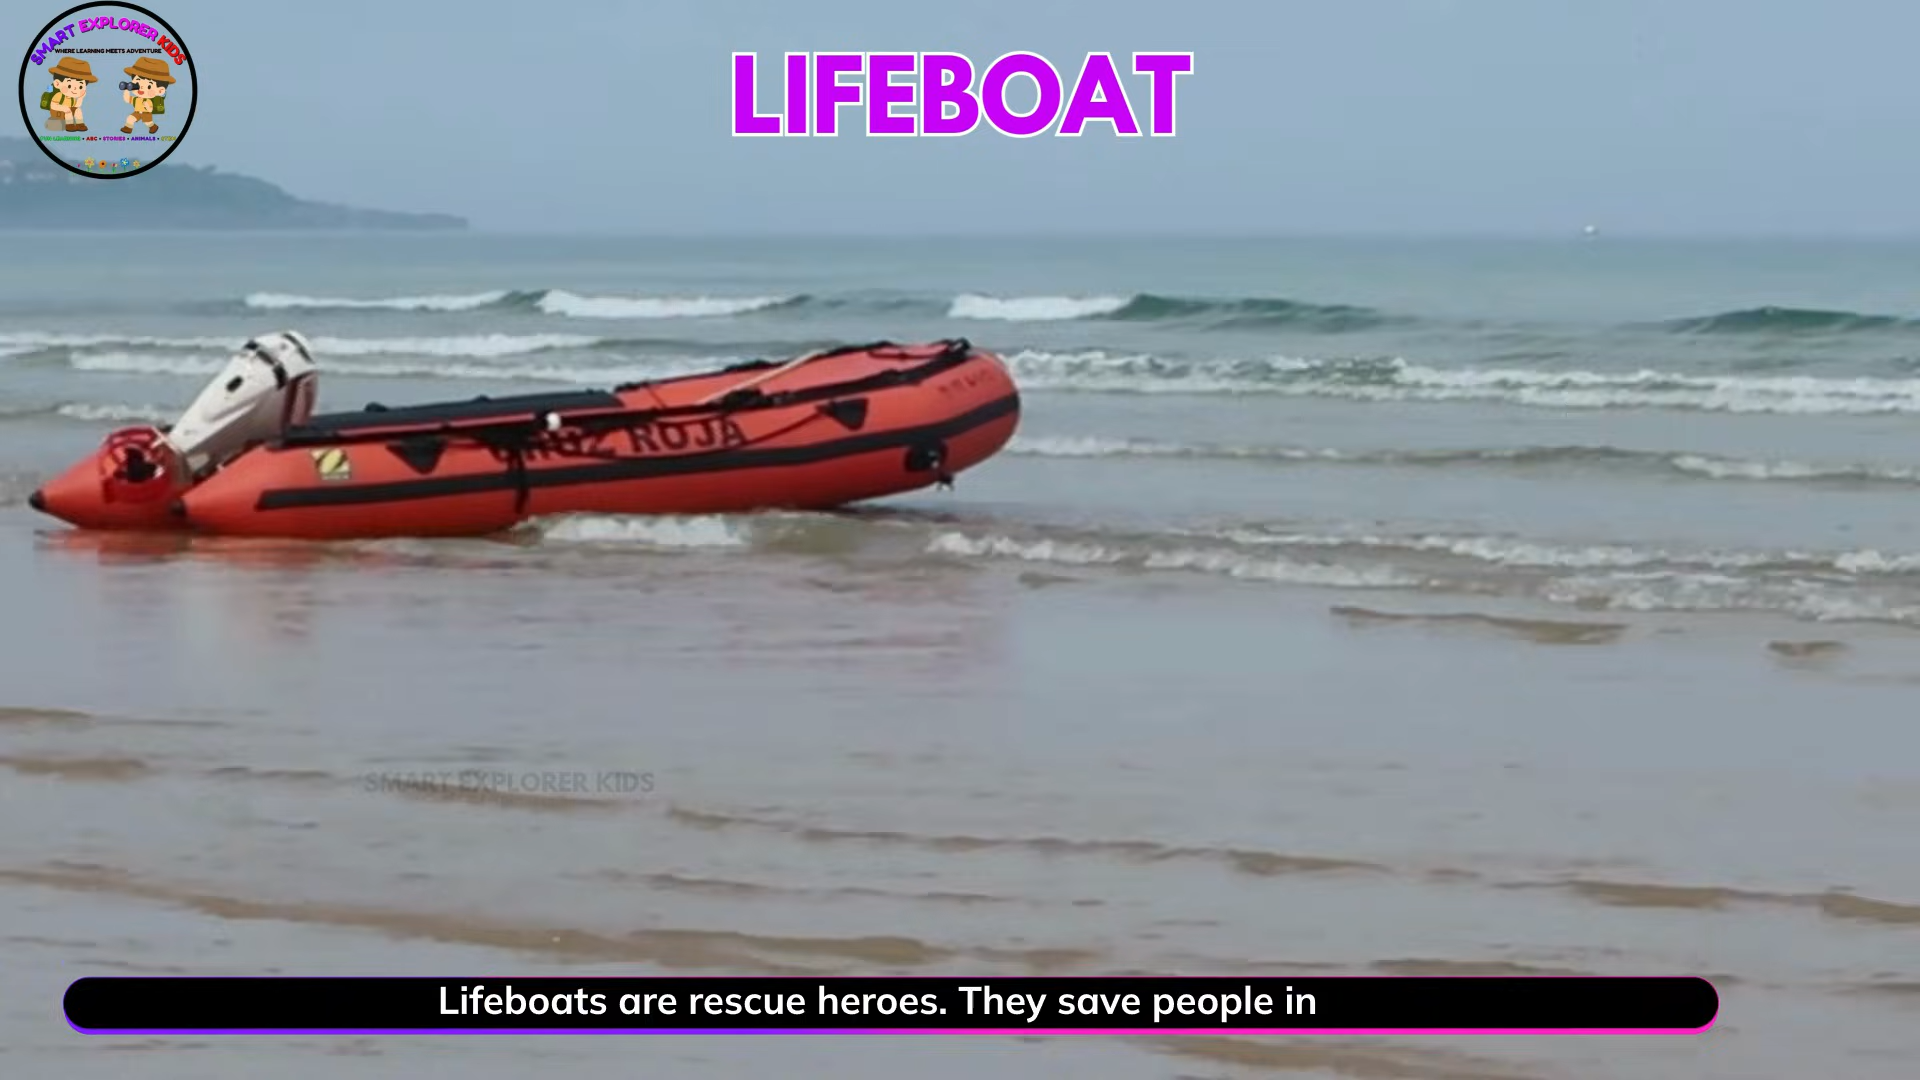 SMART EXPLORER KIDS
WHERE LEARNING MEETS ADVENTURE
LIFEBOAT
CRUZ ROJA
SMART EXPLORER KIDS
Lifeboats are rescue heroes. They save people in